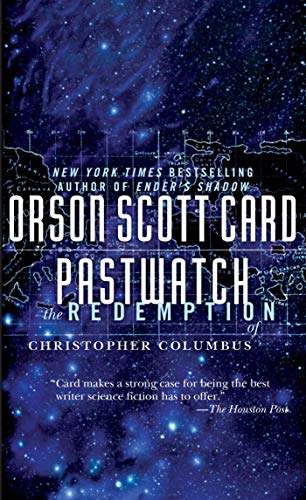 NEW YORK TIMES BESTSELLING
AUTHOR OF ENDER'S SHADOW
ORSON SCOTT CARD
PASTWATCH
the REDEMPTION
of
CHRISTOPHER COLUMBUS
"Card makes a strong case for being the best
writer science fiction has to offer."
—The Houston Post